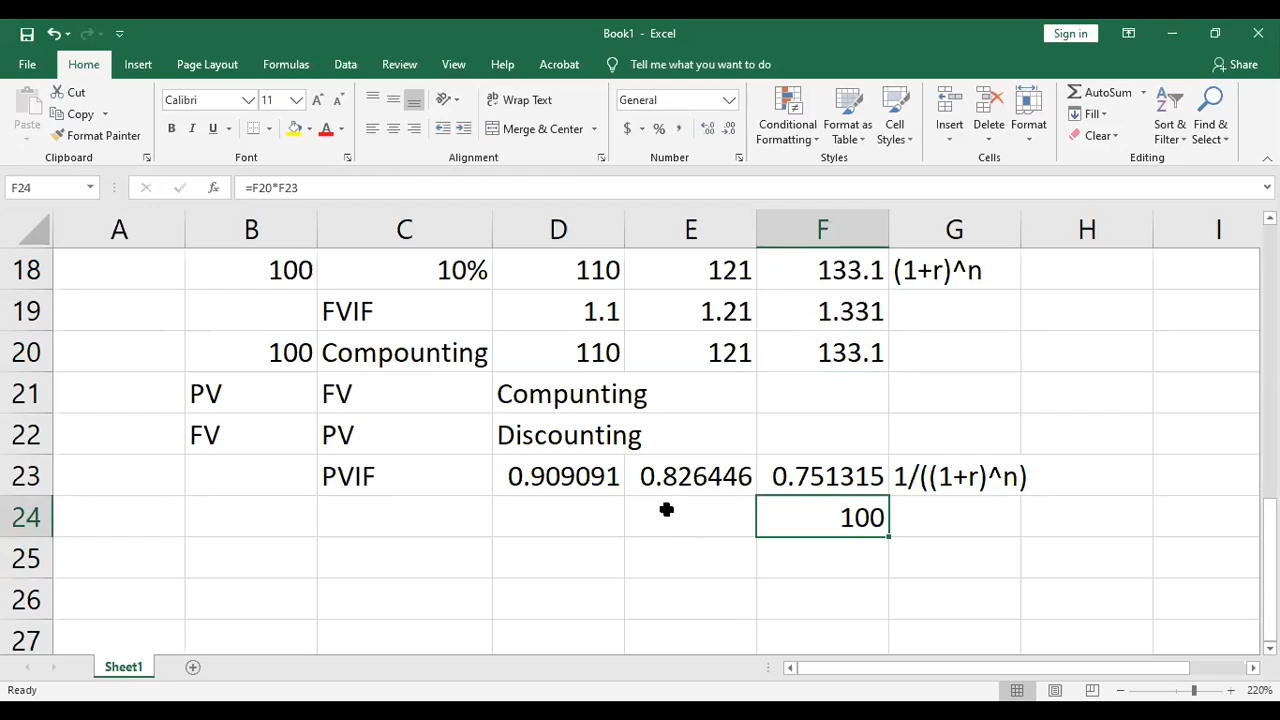 Book1 - Excel
Sign in
File Home Insert Page Layout Formulas Data Review View Help Acrobat Tell me what you want to do Share
Paste
Cut
Copy
Format Painter
Calibri 11
B I U
Wrap Text
Merge & Center
General
$ % ,
Conditional Formatting
Format as Table
Cell Styles
Insert
Delete
Format
AutoSum
Fill
Clear
Sort & Filter
Find & Select
Clipboard Font Alignment Number Styles Cells Editing
F24 fx =F20*F23
A B C D E F G H I
18 100 10% 110 121 133.1 (1+r)^n
19 FVIF 1.1 1.21 1.331
20 100 Compounting 110 121 133.1
21 PV FV Compunting
22 FV PV Discounting
23 PVIF 0.909091 0.826446 0.751315 1/((1+r)^n)
24 100
25
26
27
Sheet1
Ready 220%